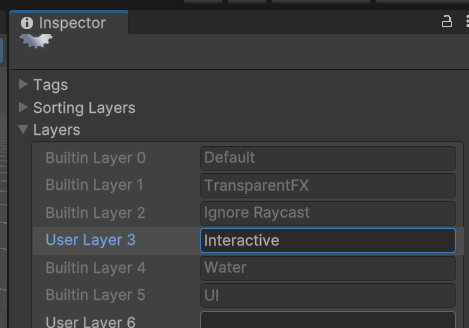 Inspector
Tags
Sorting Layers
Layers
Builtin Layer 0 Default
Builtin Layer 1 TransparentFX
Builtin Layer 2 Ignore Raycast
User Layer 3 Interactive
Builtin Layer 4 Water
Builtin Layer 5 UI
User Layer 6